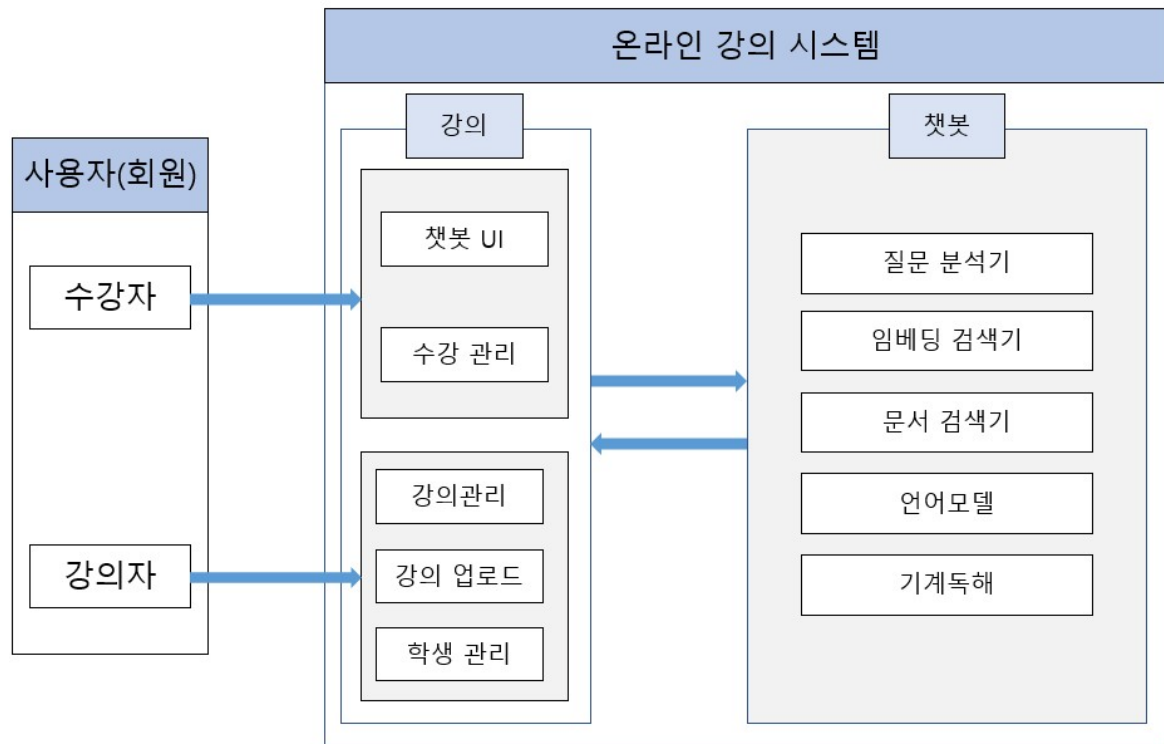 온라인 강의 시스템
사용자(회원)
수강자
강의자
강의
챗봇 UI
수강 관리
강의관리
강의 업로드
학생 관리
챗봇
질문 분석기
임베딩 검색기
문서 검색기
언어모델
기계독해